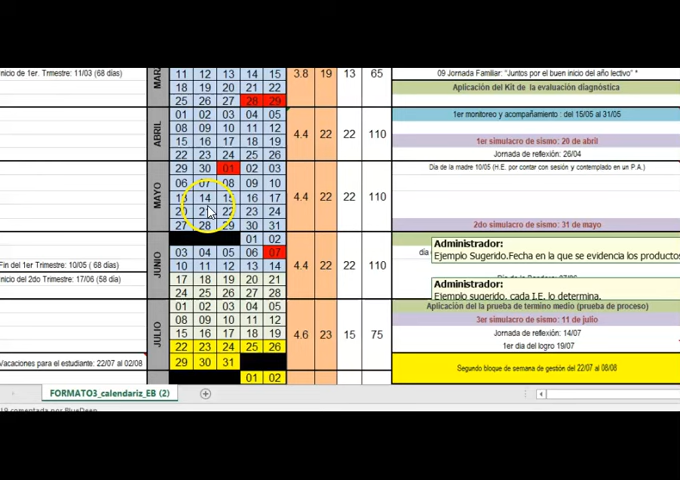 Inicio de 1er. Trimestre: 11/03 (68 dias)
11 12 13 14 15 3.8 19 13 65
18 19 20 21 22
25 26 27 28 29
09 Jornada Familiar: "Juntos por el buen inicio del año lectivo" *
Aplicación del Kit de la evaluación diagnóstica
ABRIL
01 02 03 04 05 4.4 22 22 110
08 09 10 11 12
15 16 17 18 19
22 23 24 25 26
1er monitoreo y acompañamiento : del 15/05 al 31/05
1er simulacro de sismo: 20 de abril
Jornada de reflexión: 26/04
MAYO
29 30 01 02 03 4.4 22 22 110
06 07 08 09 10
13 14 15 16 17
20 22 23 24
27 28 29 30 31
Dia de la madre 10/05 (H.E. por contar con sesión y contemplado en un P.A.)
2do simulacro de sismo: 31 de mayo
JUNIO
01 02 4.4 22 22 110
03 04 05 06 07
10 11 12 13 14
17 18 19 20 21
24 25 26 27 28
Fin del 1er Trimestre: 10/05 ( 68 dias)
Inicio del 2do Trimestre: 17/06 (58 dia)
Administrador:
Ejemplo Sugerido.Fecha en la que se evidencia los productos
Administrador:
Ejemplo sugerido, cada I.E. lo determina.
JULIO
01 02 03 04 05 4.6 23 15 75
08 09 10 11 12
15 16 17 18 19
22 23 24 25 26
29 30 31
Aplicación de la prueba de termino medio (prueba de proceso)
3er simulacro de sismo: 11 de julio
Jornada de reflexión: 14/07
1er dia del logro 19/07
Vacaciones para el estudiante: 22/07 al 02/08
Segundo bloque de semana de gestión del 22/07 al 08/08
01 02
FORMATO3_calendariz_EB (2)